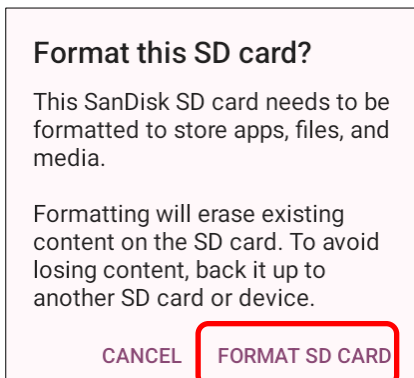 Format this SD card?
This SanDisk SD card needs to be
formatted to store apps, files, and
media.
Formatting will erase existing
content on the SD card. To avoid
losing content, back it up to
another SD card or device.
CANCEL FORMAT SD CARD